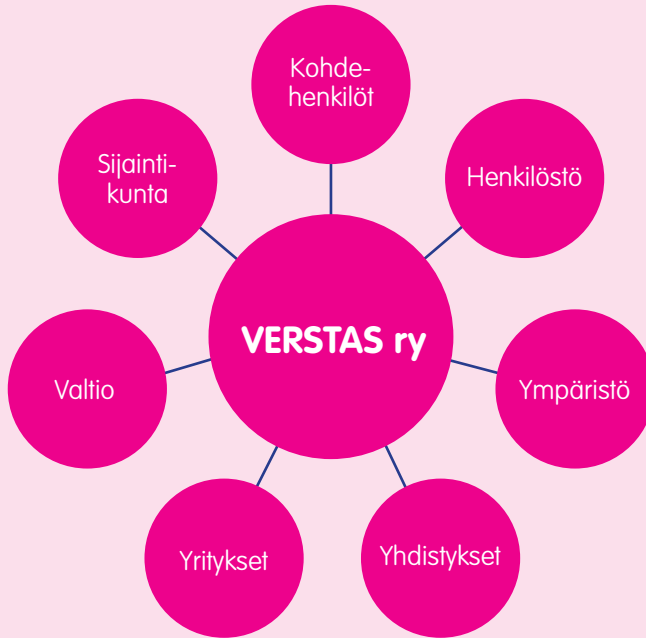 Kohde-
henkilöt
Sijainti-
kunta
Henkilöstö
VERSTAS ry
Valtio
Ympäristö
Yritykset
Yhdistykset